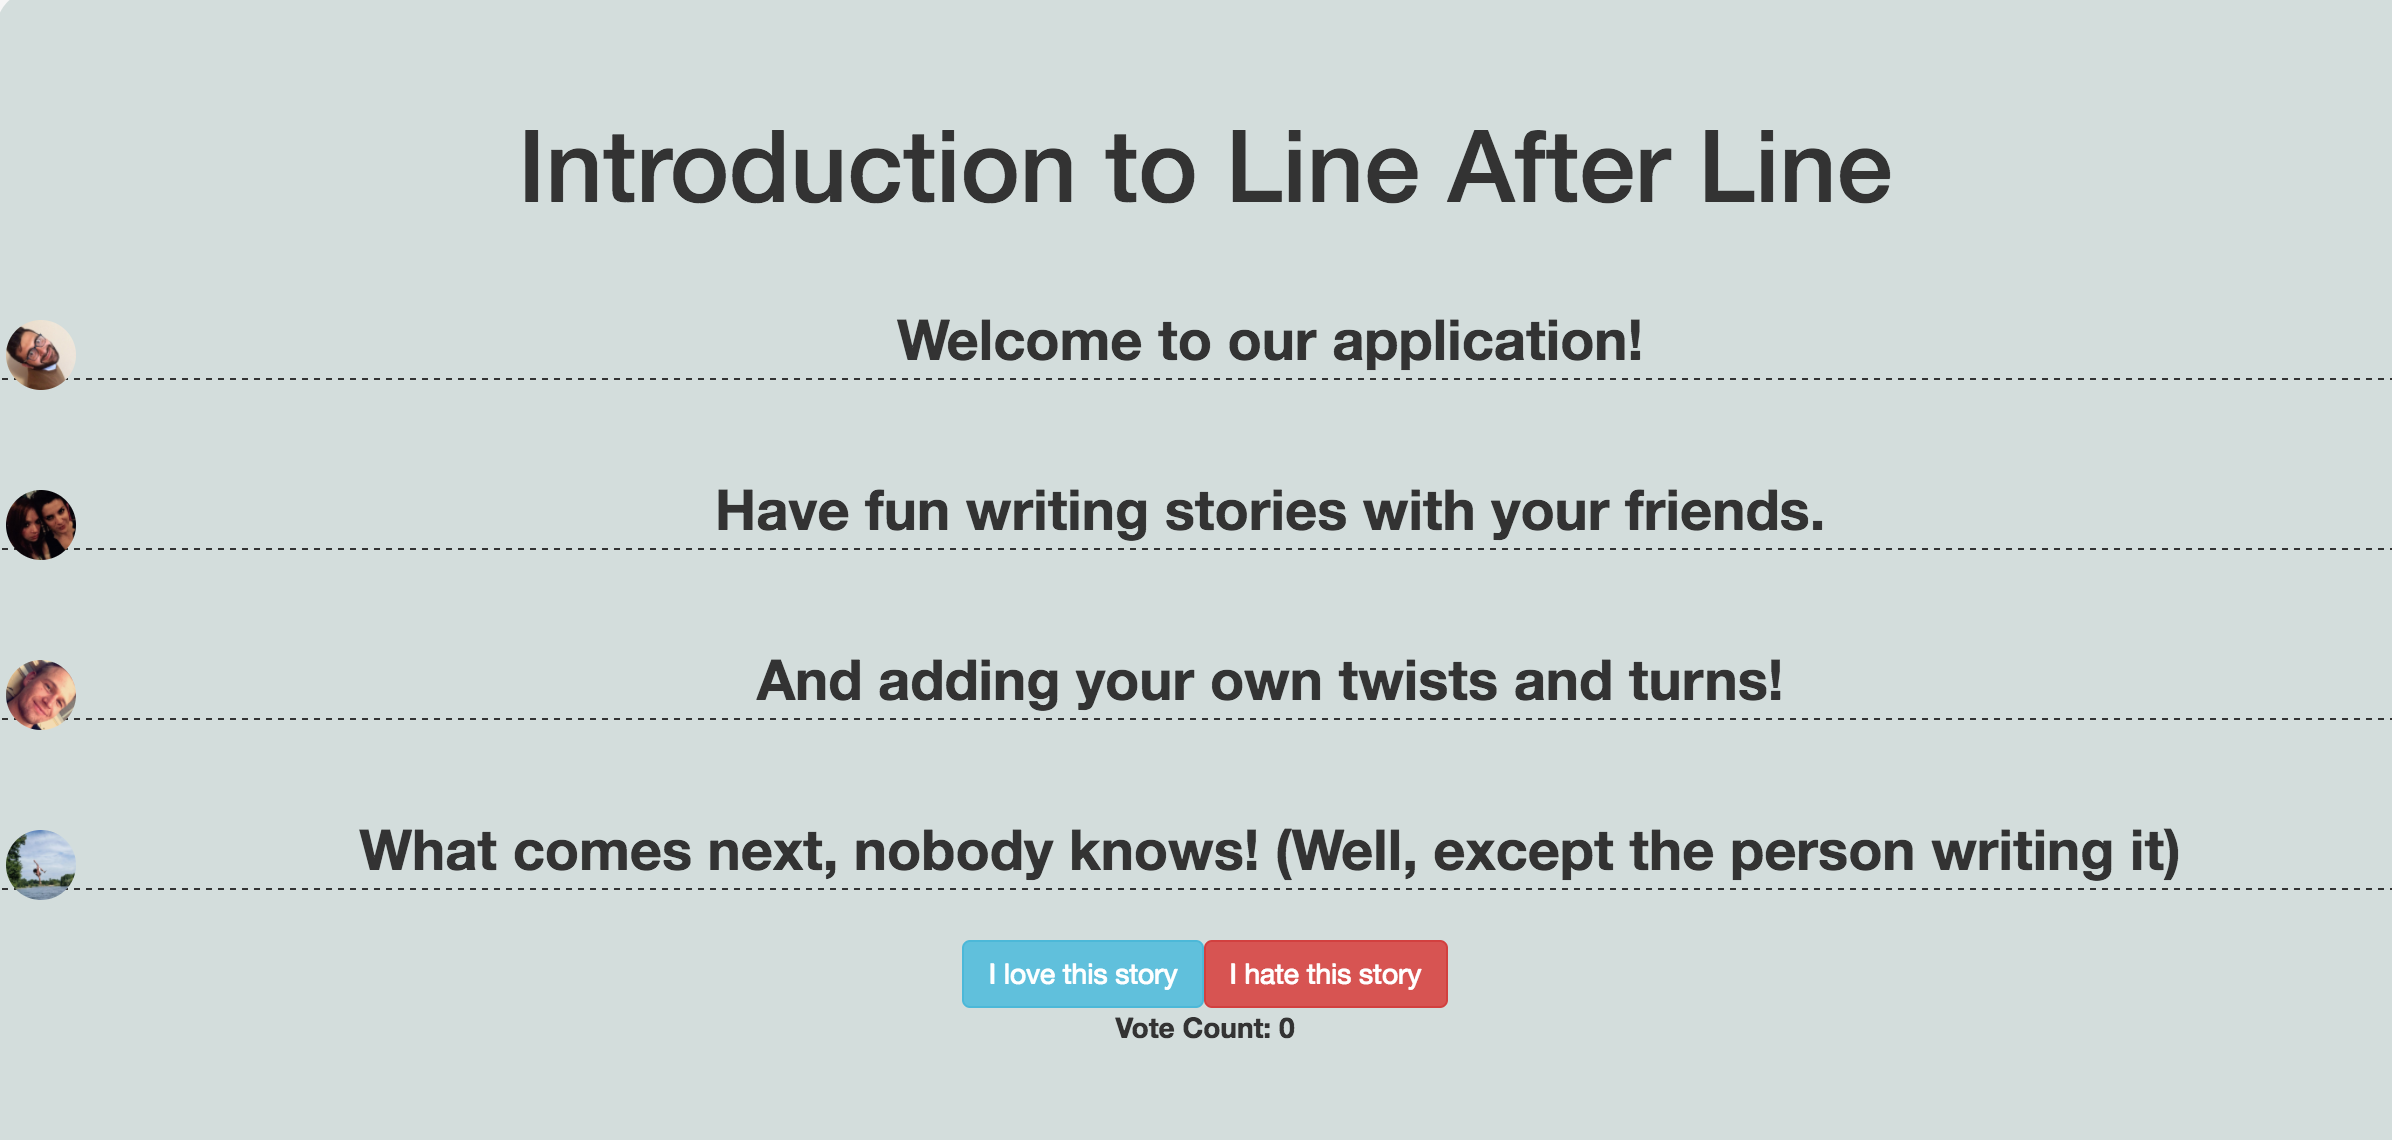 Introduction to Line After Line
Welcome to our application!
Have fun writing stories with your friends.
And adding your own twists and turns!
What comes next, nobody knows! (Well, except the person writing it)
I love this story I hate this story
Vote Count: 0